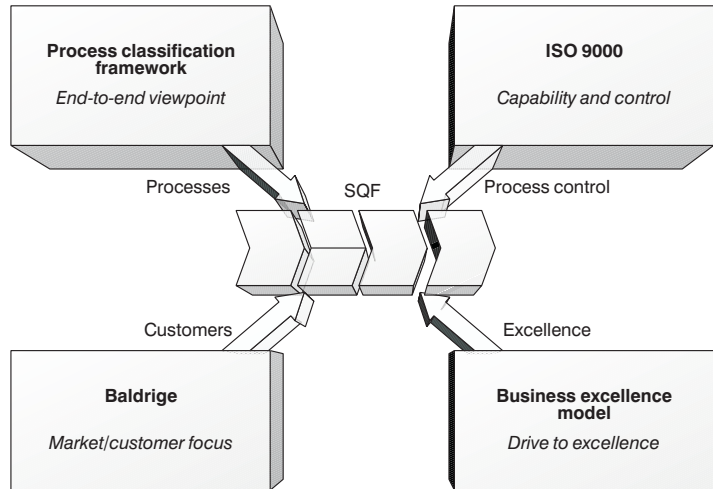 Process classification
framework
End-to-end viewpoint
ISO 9000
Capability and control
Processes
SQF
Process control
Customers
Excellence
Baldrige
Market/customer focus
Business excellence
model
Drive to excellence